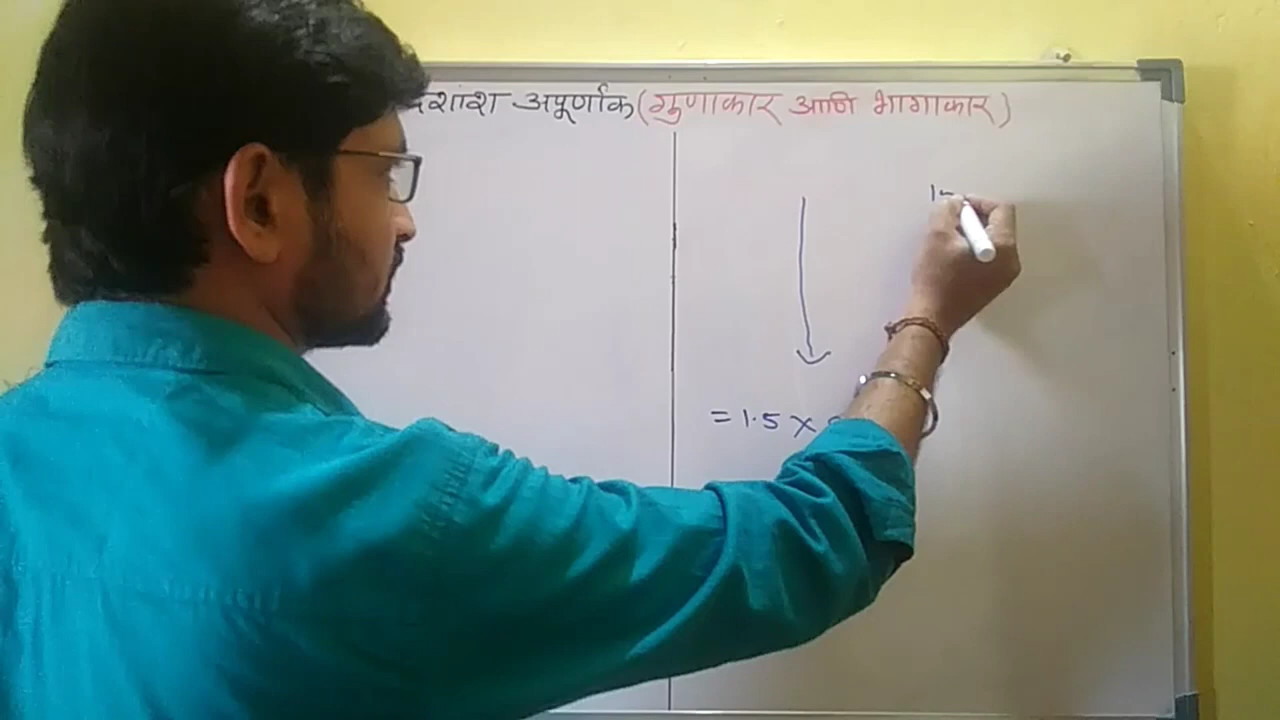 दशांश अपूर्णांक (गुणाकार आणि भागाकार)
= 1.5 ×